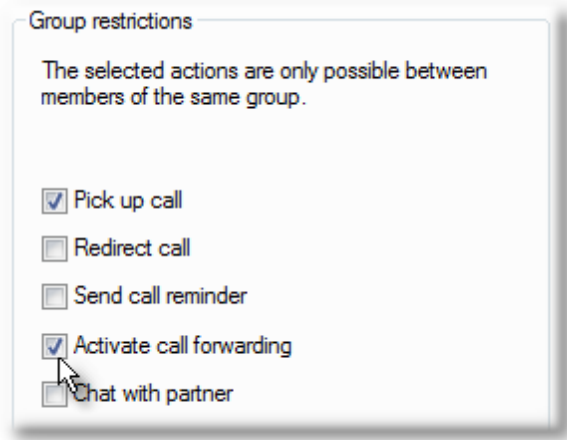 Group restrictions
The selected actions are only possible between
members of the same group.
Pick up call
Redirect call
Send call reminder
Activate call forwarding
Chat with partner